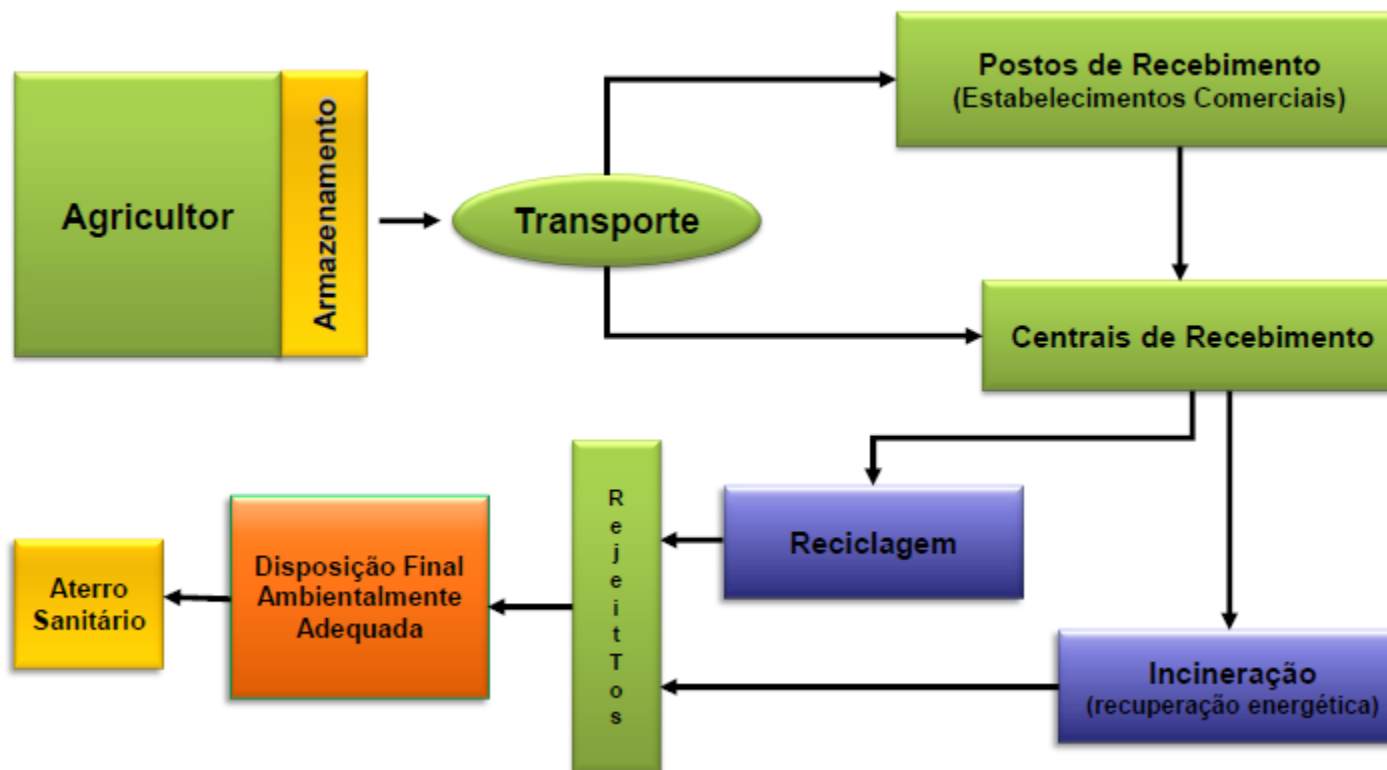 Agricultor
Armazenamento
Transporte
Postos de Recebimento
(Estabelecimentos Comerciais)
Centrais de Recebimento
Reciclagem
Incineração
(recuperação energética)
R
e
j
e
i
t
T
o
s
Disposição Final
Ambientalmente
Adequada
Aterro
Sanitário